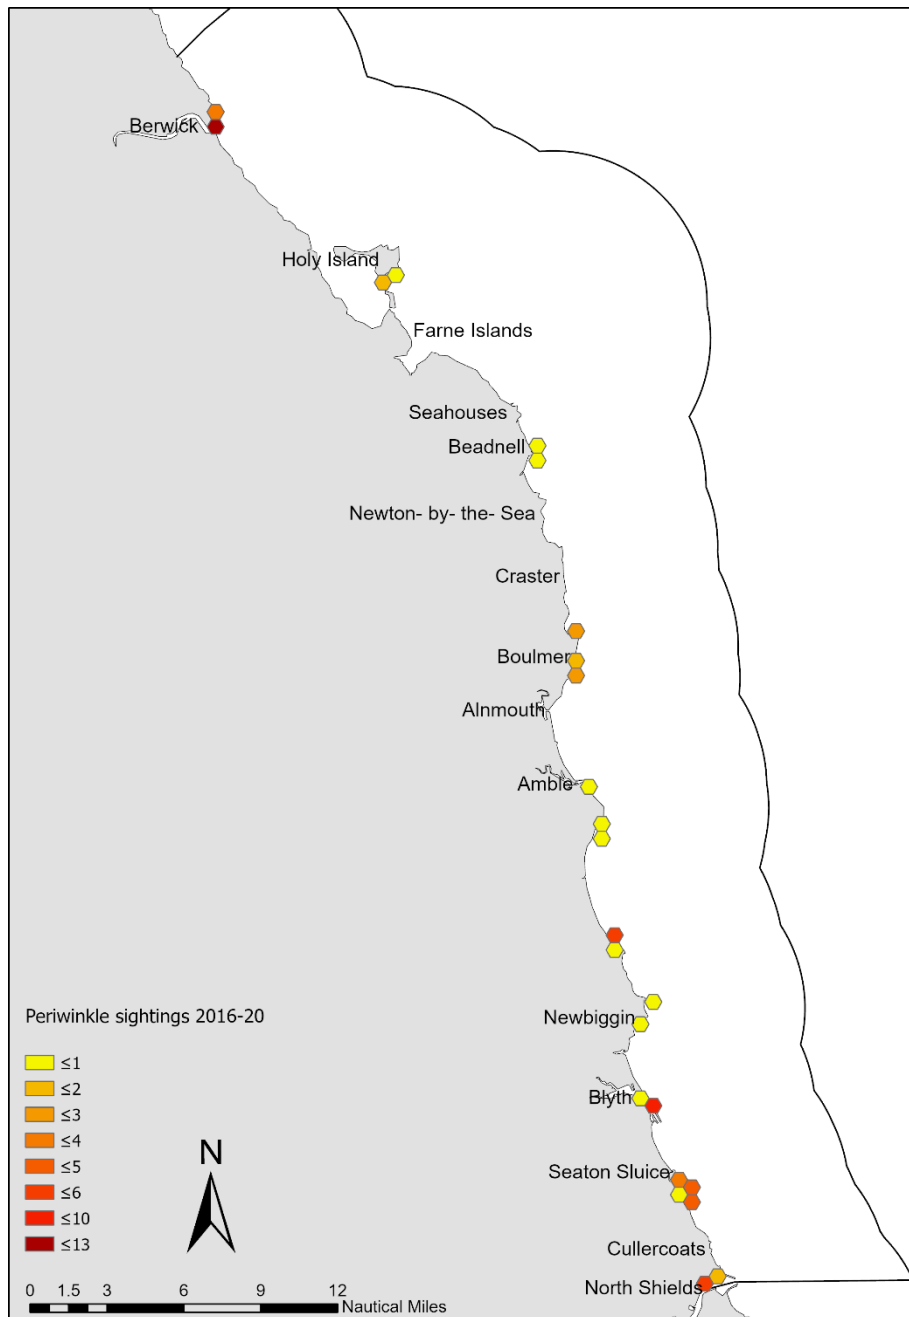 Berwick
Holy Island
Farne Islands
Seahouses
Beadnell
Newton- by- the- Sea
Craster
Boulmer
Alnmouth
Amble
Newbiggin
Blyth
Seaton Sluice
Cullercoats
North Shields
Periwinkle sightings 2016-20
≤1
≤2
≤3
≤4
≤5
≤6
≤10
≤13
N
0 1.5 3 6 9 12
Nautical Miles